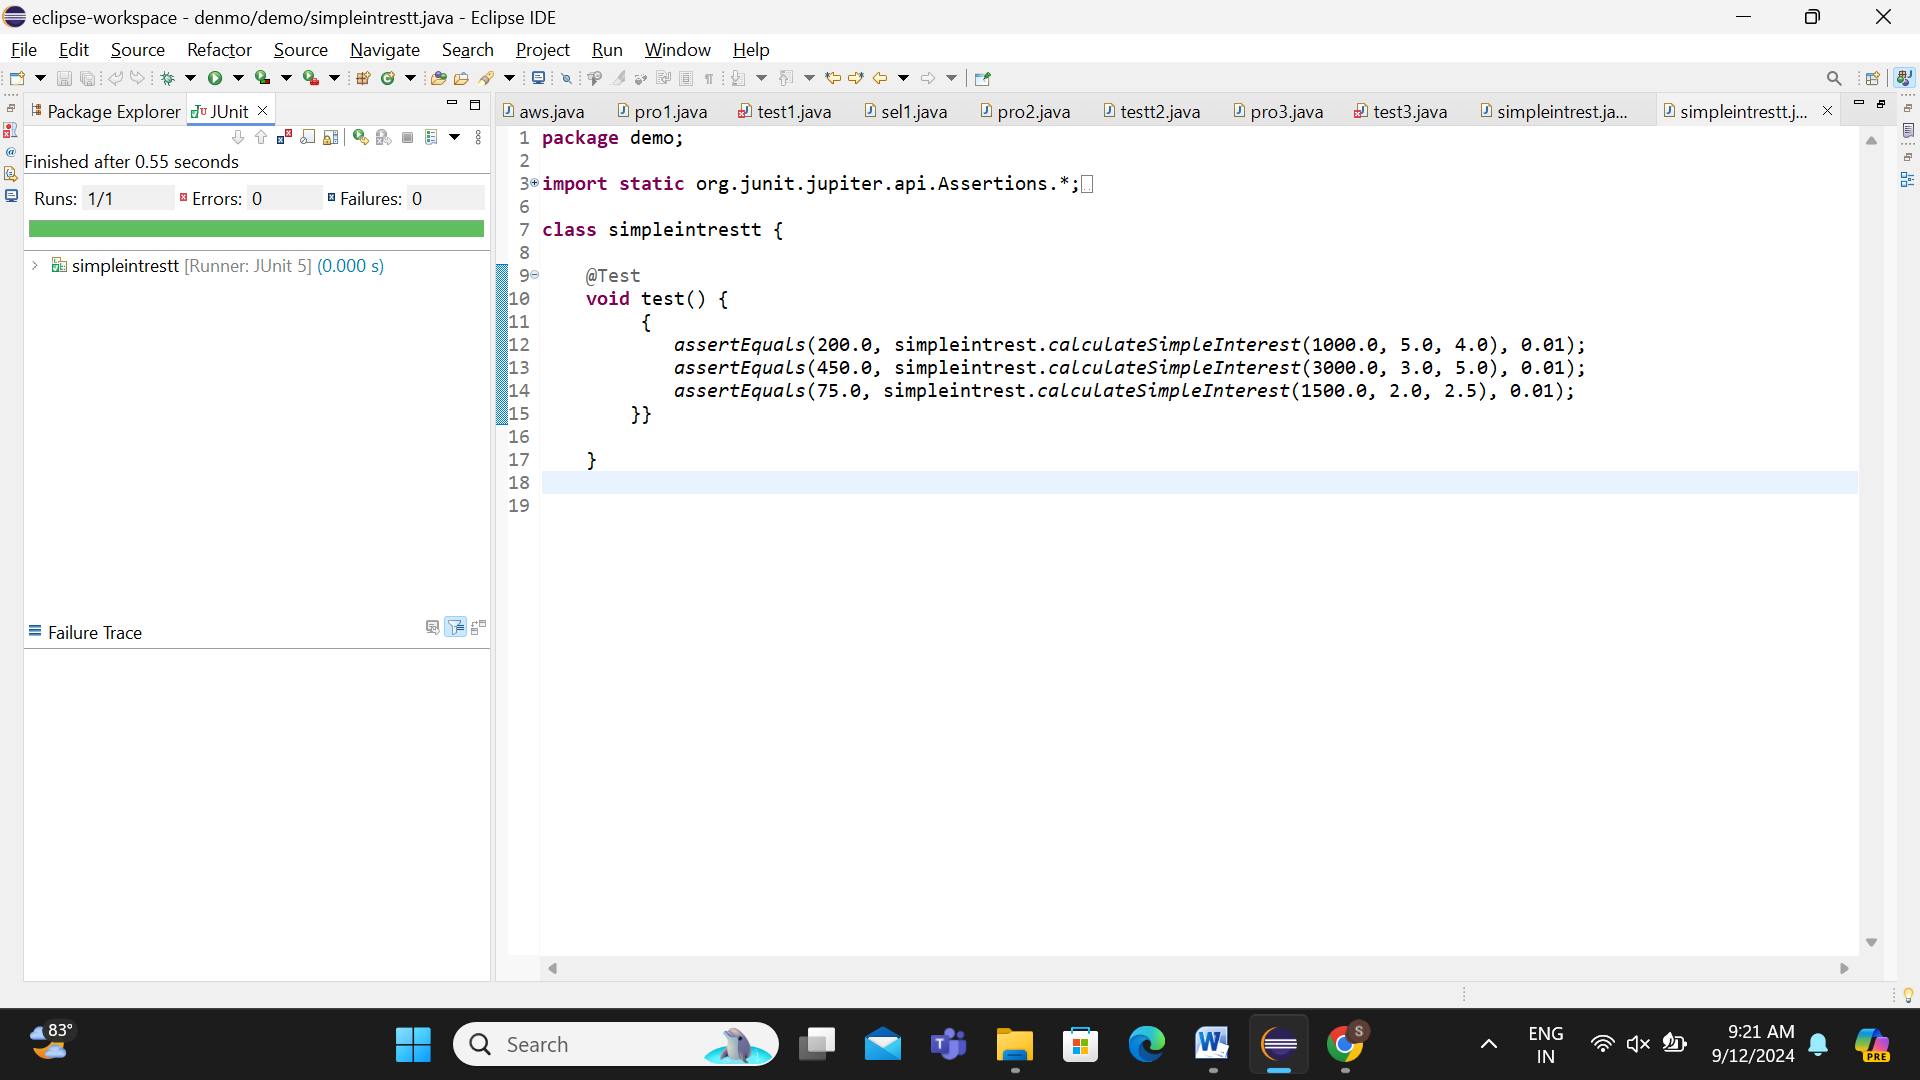 eclipse-workspace - denmo/demo/simpleintrestt.java - Eclipse IDE
File Edit Source Refactor Source Navigate Search Project Run Window Help
Package Explorer JUnit
aws.java pro1.java test1.java sel1.java pro2.java testt2.java pro3.java test3.java simpleintrest.ja... simpleintrestt.j...
Finished after 0.55 seconds
Runs: 1/1 Errors: 0 Failures: 0
simpleintrestt [Runner: JUnit 5] (0.000 s)
Failure Trace
1 package demo;
2
3 import static org.junit.jupiter.api.Assertions.*;
6
7 class simpleintrestt {
8
9 @Test
10 void test() {
11 {
12 assertEquals(200.0, simpleintrest.calculateSimpleInterest(1000.0, 5.0, 4.0), 0.01);
13 assertEquals(450.0, simpleintrest.calculateSimpleInterest(3000.0, 3.0, 5.0), 0.01);
14 assertEquals(75.0, simpleintrest.calculateSimpleInterest(1500.0, 2.0, 2.5), 0.01);
15 }}
16
17 }
18
19
83°
Search
ENG
IN
9:21 AM
9/12/2024
PRE
S